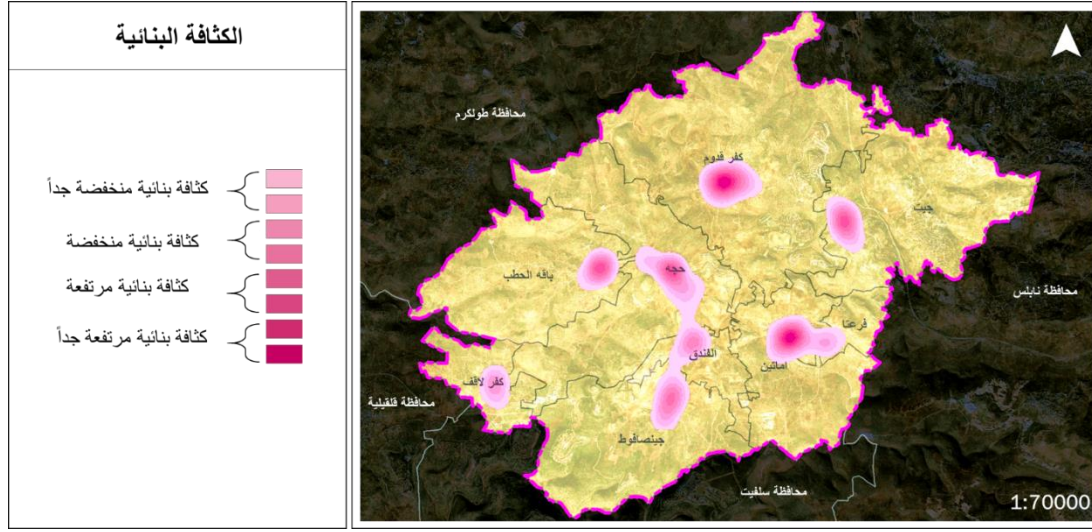 الكثافة البنائية
كثافة بنائية منخفضة جداً
كثافة بنائية منخفضة
كثافة بنائية مرتفعة
كثافة بنائية مرتفعة جداً
محافظة طولكرم
كفر قدوم
جيت
باقه الحطب
حجه
محافظة نابلس
فرعتا
الفندق
اماتين
كفر لاقف
محافظة قلقيلية
جينصافوط
محافظة سلفيت
1:70000